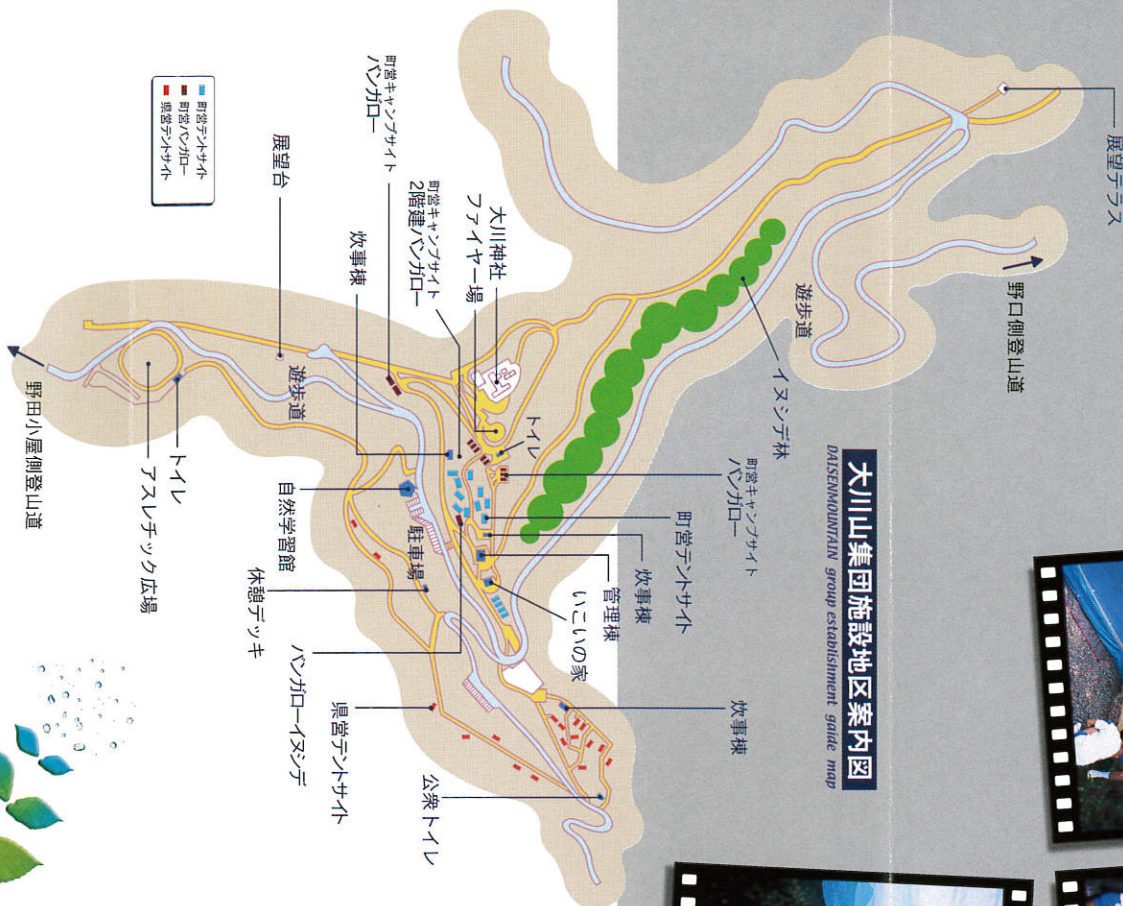 大川山集団施設地区案内図
DAISENMOUNTAIN group establishment guide map
展望テラス
野口側登山道
遊歩道
イヌシデ林
町営キャンプサイト
バンガロー
町営キャンプサイト
2階建バンガロー
大川神社
ファイヤー場
トイレ
町営キャンプサイト
バンガロー
町営テントサイト
炊事棟
管理棟
いこいの家
炊事棟
炊事棟
展望台
遊歩道
トイレ
アスレチック広場
野田小屋側登山道
自然学習館
駐車場
休憩デッキ
バンガローイヌシデ
県営テントサイト
公衆トイレ
町営テントサイト
町営バンガロー
県営テントサイト